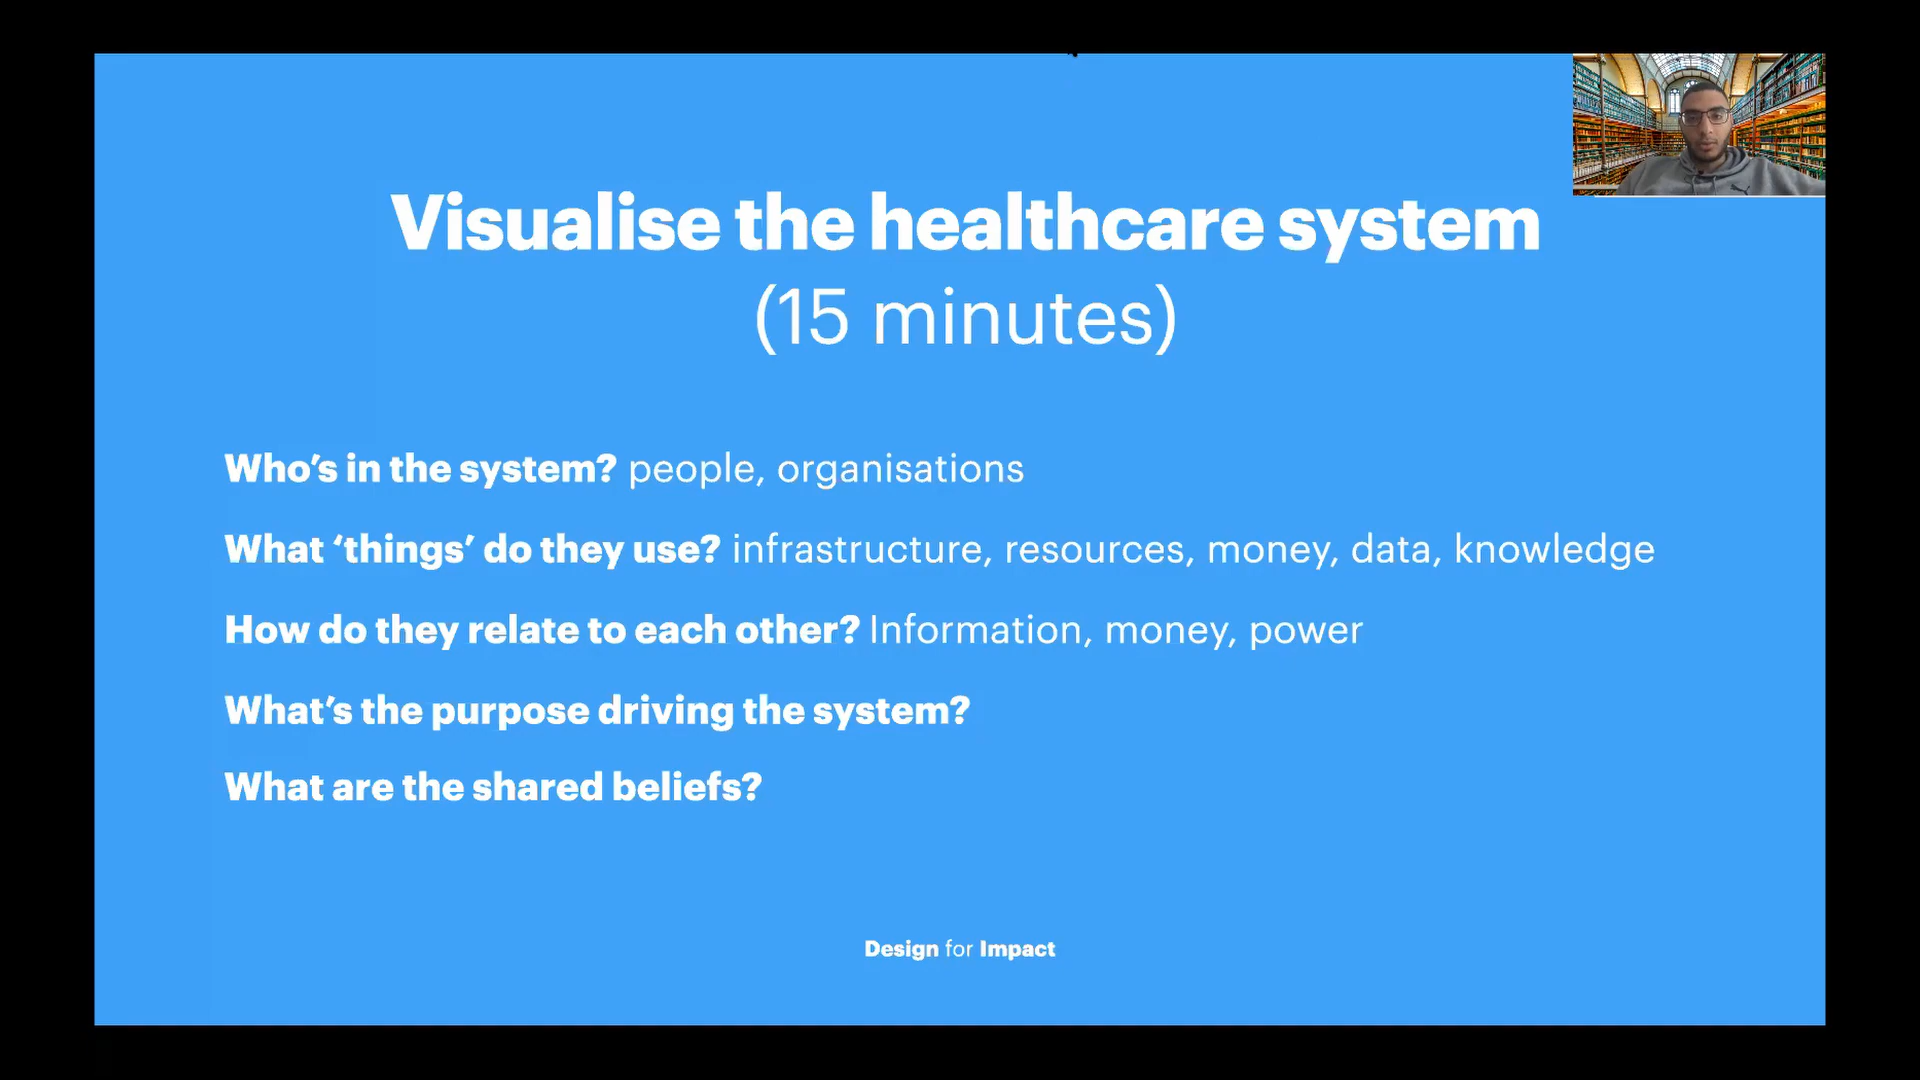 Visualise the healthcare system
(15 minutes)
Who’s in the system? people, organisations
What ‘things’ do they use? infrastructure, resources, money, data, knowledge
How do they relate to each other? Information, money, power
What’s the purpose driving the system?
What are the shared beliefs?
Design for Impact